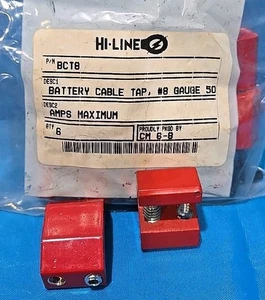 HI-LINE
P/N
BCT8
DESC1
BATTERY CABLE TAP, #8 GAUGE 50
DESC2
AMPS MAXIMUM
QTY
6
PROUDLY PKGD BY
CM 6-8